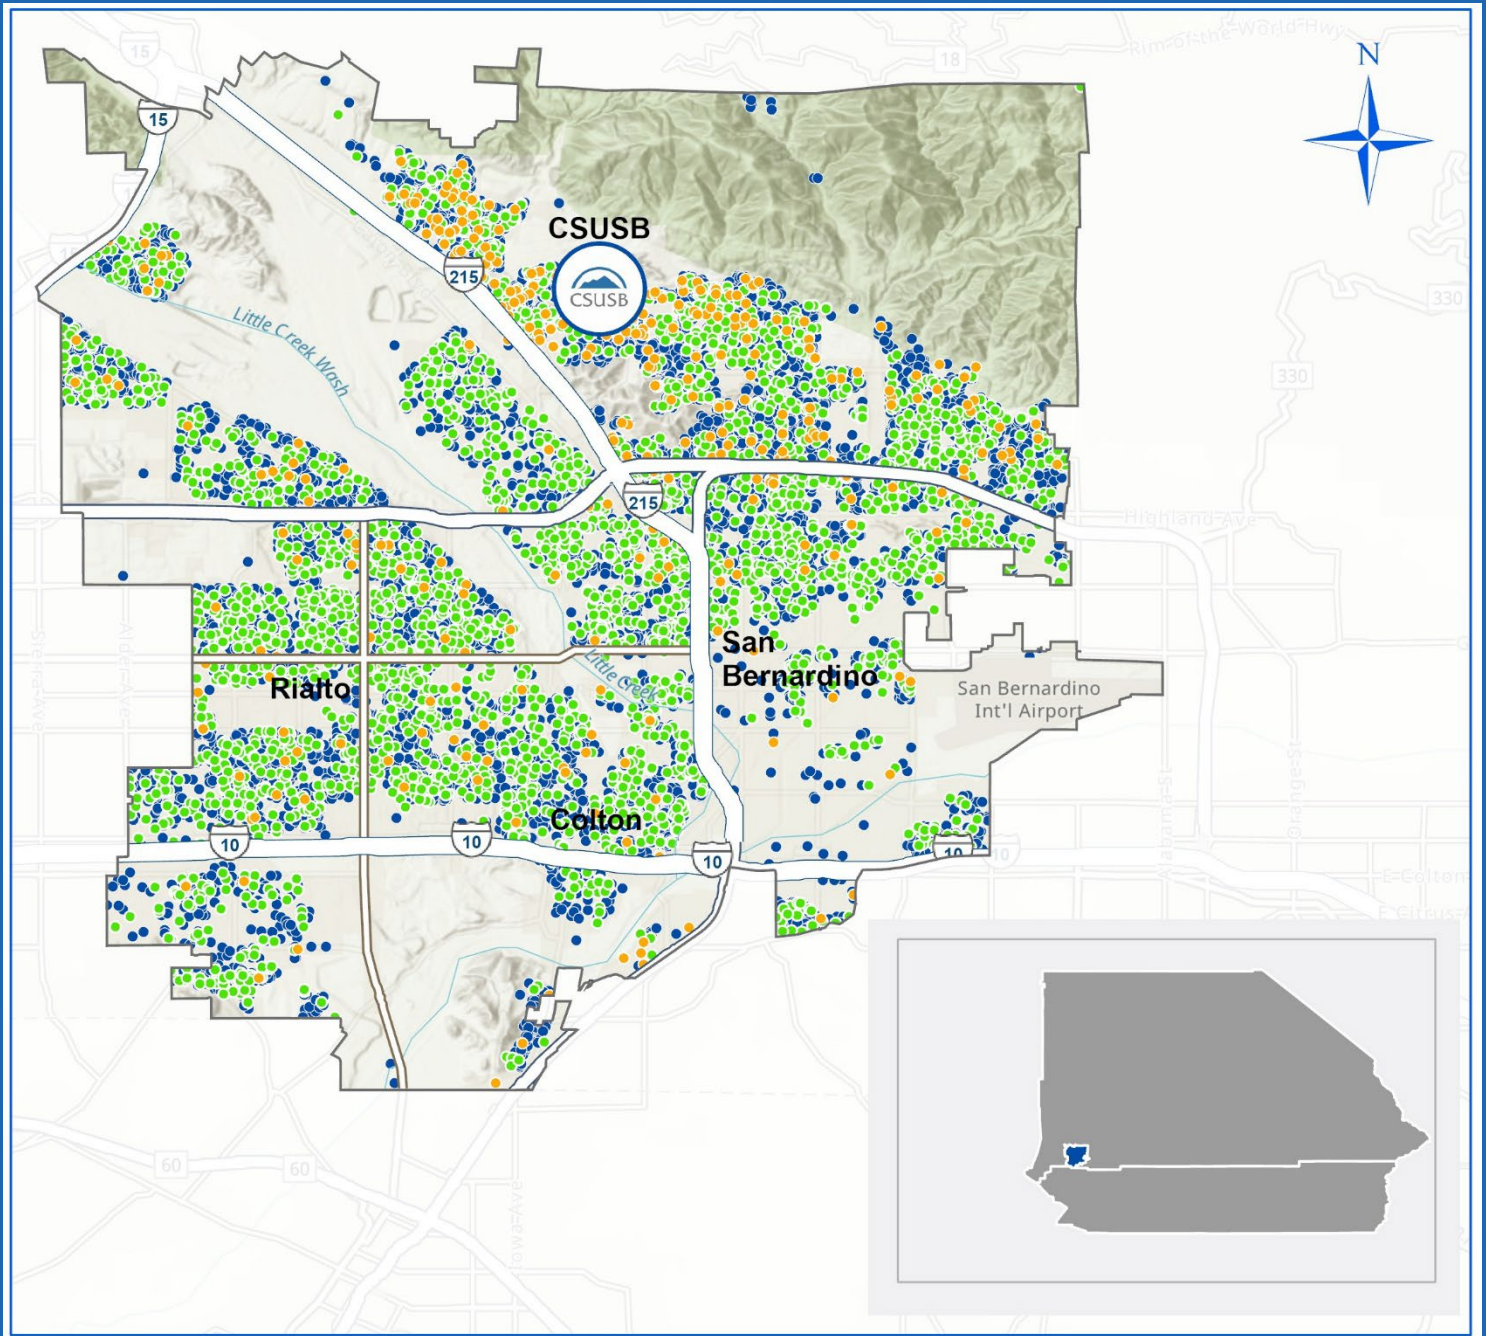 15
18
Rim of the World Hwy
N
15
CSUSB
CSUSB
215
330
Little Creek Wash
330
215
Highland Ave
San
Bernardino
Little Creek
Rialto
San Bernardino
Int'l Airport
Alder Ave
Sierra Ave
Alabama St
Orange St
Colton
10
10
10
10
10
E Colton
E Citrus A
60
60
Iowa Ave